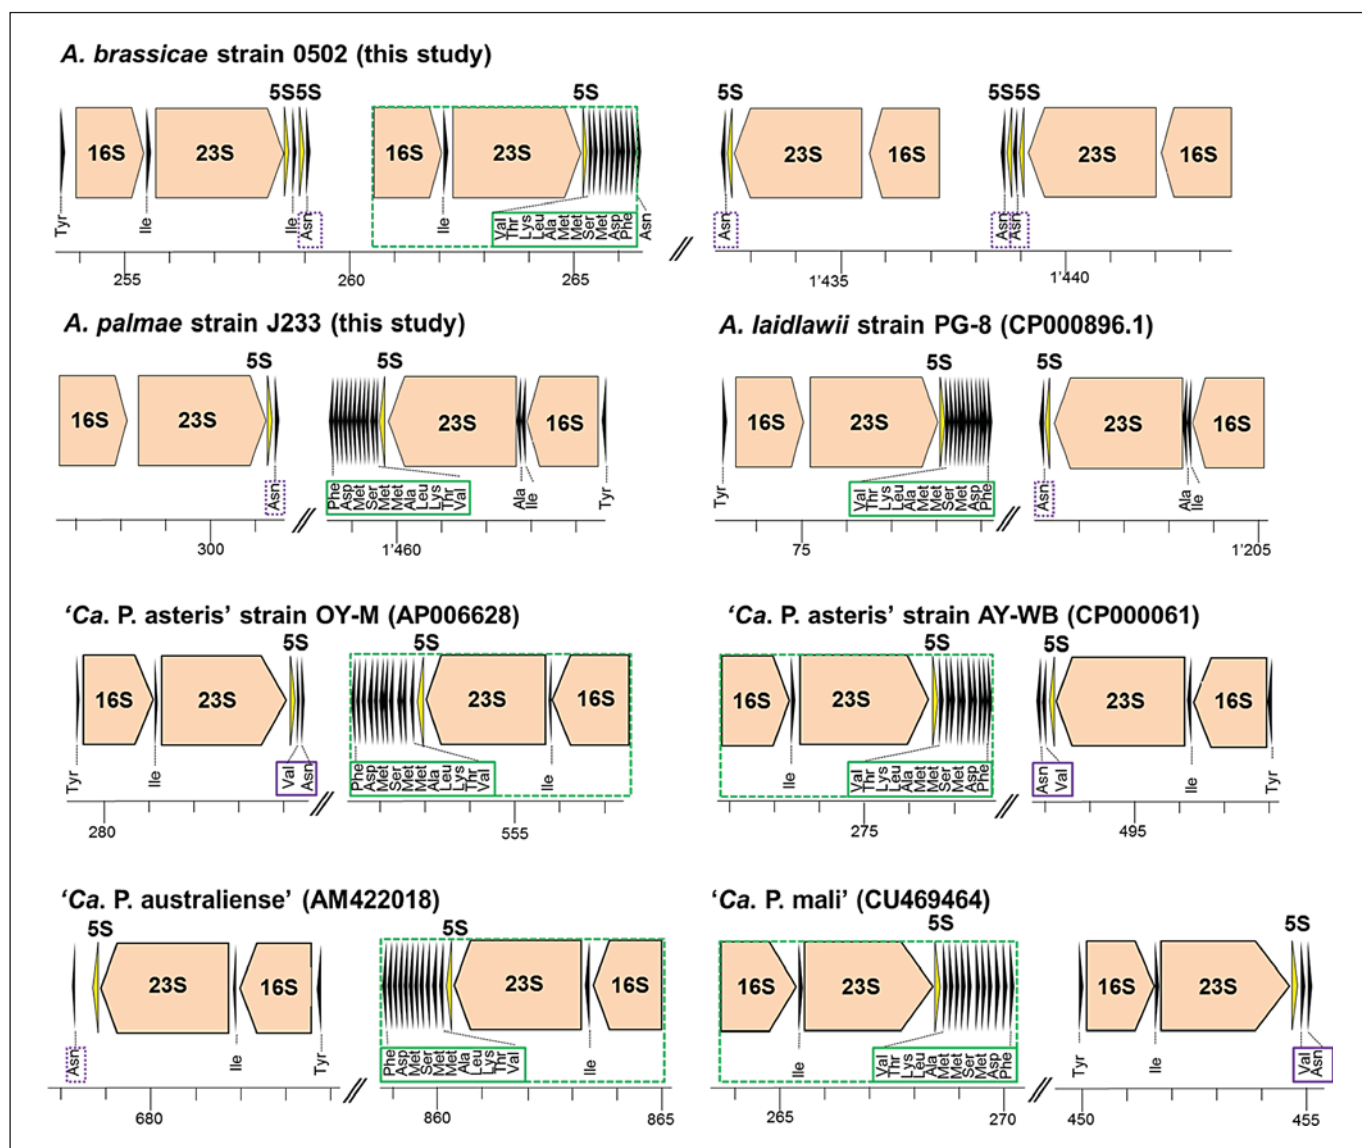 A. brassicae strain 0502 (this study)
5S 5S 5S 5S 5S 5S
16S 23S 16S 23S 23S 16S 23S 16S
Tyr Ile Ile Asn Ile Val Thr Lys Leu Ala Met Met Ser Met Asp Phe Asn Asn Asn Asn
255 260 265 // 1'435 1'440
A. palmae strain J233 (this study)
5S 5S
16S 23S 23S 16S
Asn Phe Asp Met Ser Met Met Ala Leu Lys Thr Val Ala Ile Tyr
300 // 1'460
A. laidlawii strain PG-8 (CP000896.1)
5S 5S
16S 23S 23S 16S
Tyr Val Thr Lys Leu Ala Met Met Ser Met Asp Phe Asn Ala Ile
75 // 1'205
'Ca. P. asteris' strain OY-M (AP006628)
5S 5S
16S 23S 23S 16S
Tyr Ile Val Asn Phe Asp Met Ser Met Met Ala Leu Lys Thr Val Ile
280 // 555
'Ca. P. asteris' strain AY-WB (CP000061)
5S 5S
16S 23S 23S 16S
Ile Val Thr Lys Leu Ala Met Met Ser Met Asp Phe Asn Val Ile Tyr
275 // 495
'Ca. P. australiense' (AM422018)
5S 5S
23S 16S 23S 16S
Asn Ile Tyr Phe Asp Met Ser Met Met Ala Leu Lys Thr Val Ile
680 // 860 865
'Ca. P. mali' (CU469464)
5S 5S
16S 23S 16S 23S
Ile Val Thr Lys Leu Ala Met Met Ser Met Asp Phe Tyr Ile Val Asn
265 270 // 450 455